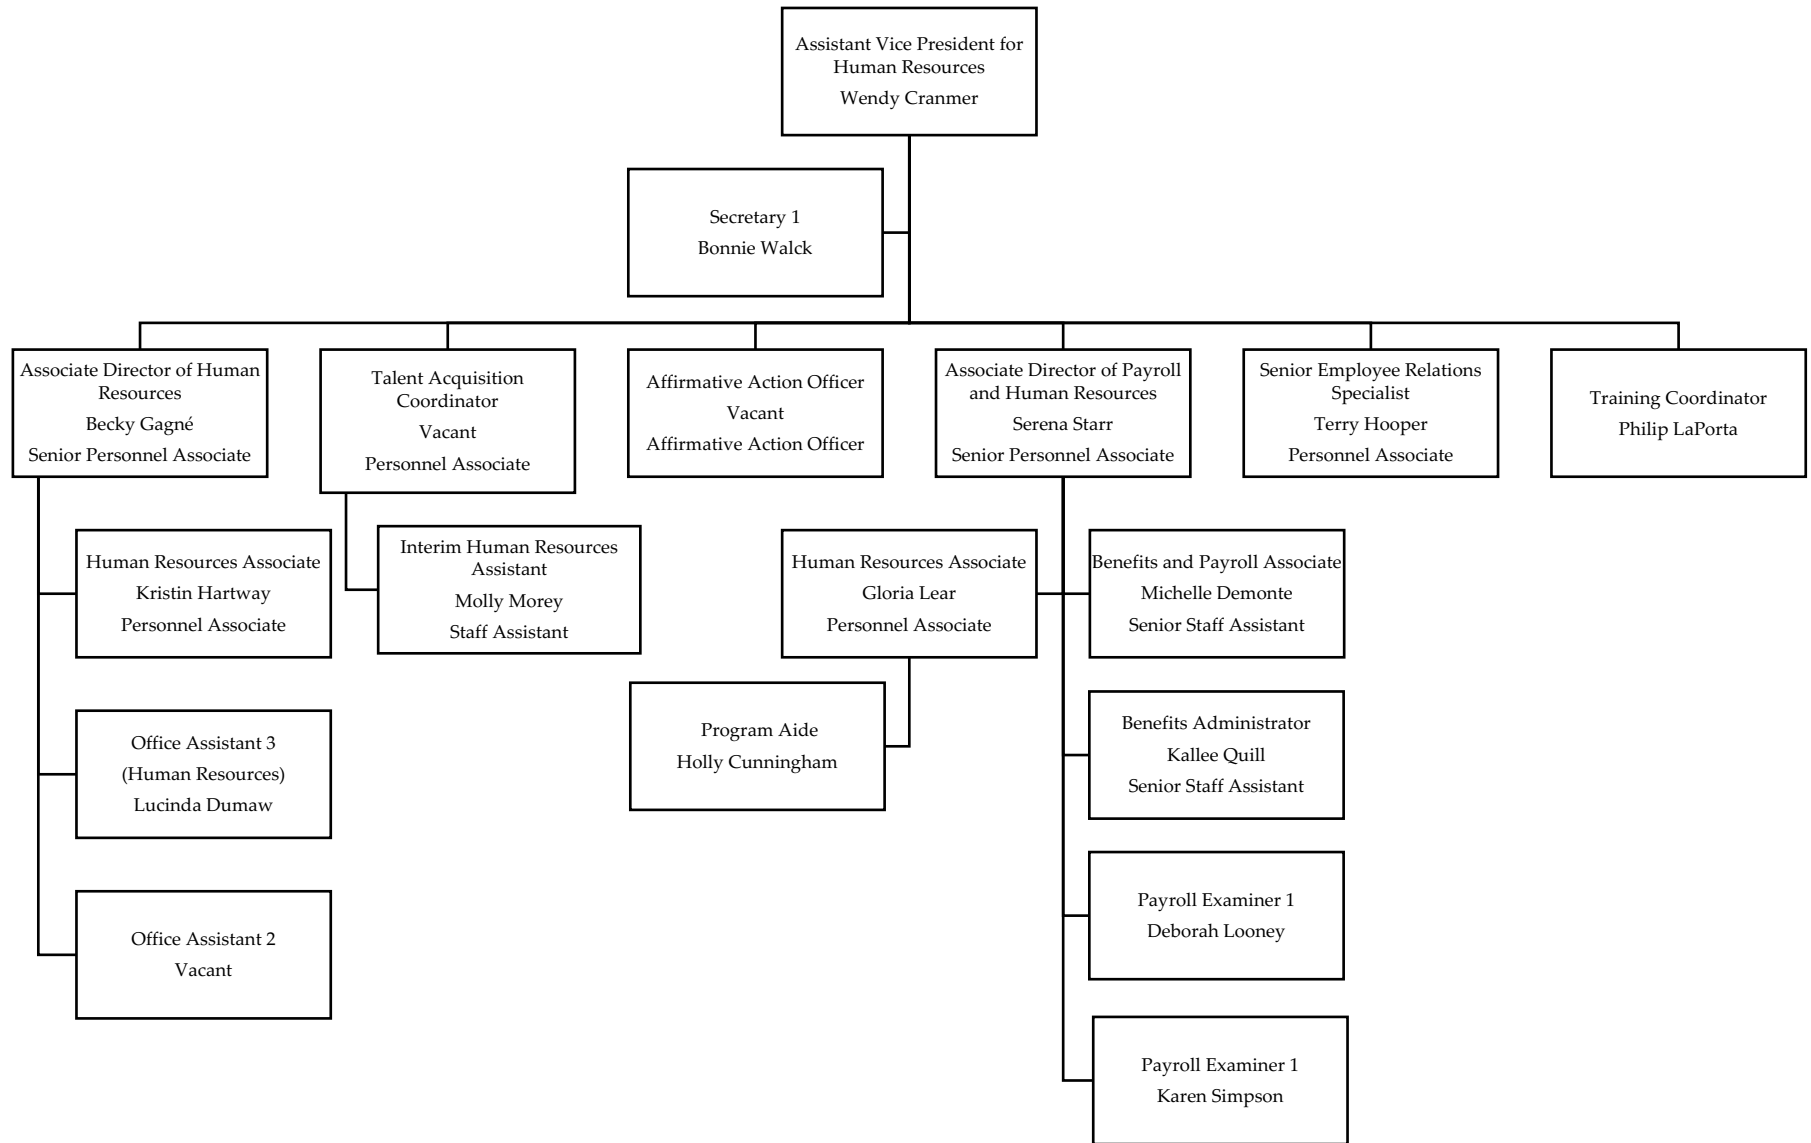 Assistant Vice President for
Human Resources
Wendy Cranmer
Secretary 1
Bonnie Walck
Associate Director of Human
Resources
Becky Gagné
Senior Personnel Associate
Talent Acquisition
Coordinator
Vacant
Personnel Associate
Affirmative Action Officer
Vacant
Affirmative Action Officer
Associate Director of Payroll
and Human Resources
Serena Starr
Senior Personnel Associate
Senior Employee Relations
Specialist
Terry Hooper
Personnel Associate
Training Coordinator
Philip LaPorta
Human Resources Associate
Kristin Hartway
Personnel Associate
Interim Human Resources
Assistant
Molly Morey
Staff Assistant
Human Resources Associate
Gloria Lear
Personnel Associate
Benefits and Payroll Associate
Michelle Demonte
Senior Staff Assistant
Office Assistant 3
(Human Resources)
Lucinda Dumaw
Program Aide
Holly Cunningham
Benefits Administrator
Kallee Quill
Senior Staff Assistant
Office Assistant 2
Vacant
Payroll Examiner 1
Deborah Looney
Payroll Examiner 1
Karen Simpson